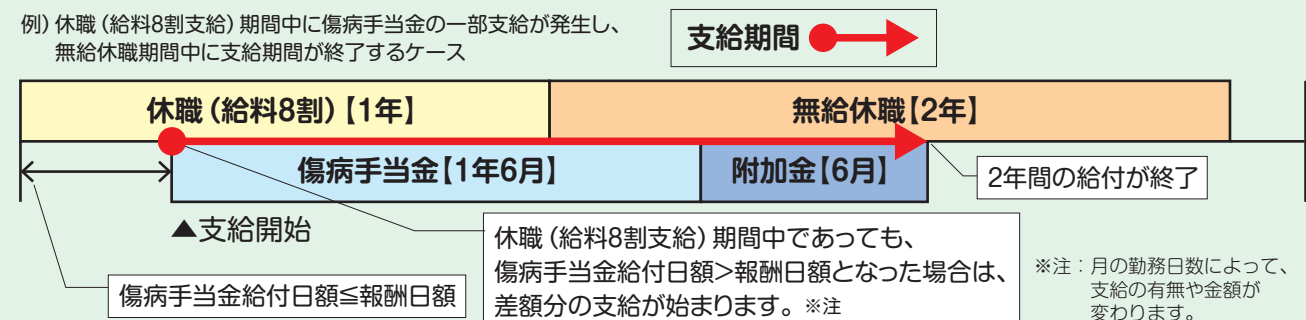 例）休職（給料8割支給）期間中に傷病手当金の一部支給が発生し、
無給休職期間中に支給期間が終了するケース
支給期間
休職（給料8割）【1年】
無給休職【2年】
傷病手当金【1年6月】
附加金【6月】
2年間の給付が終了
▲支給開始
傷病手当金給付日額≦報酬日額
休職（給料8割支給）期間中であっても、
傷病手当金給付日額＞報酬日額となった場合は、
差額分の支給が始まります。※注
※注：月の勤務日数によって、
支給の有無や金額が
変わります。